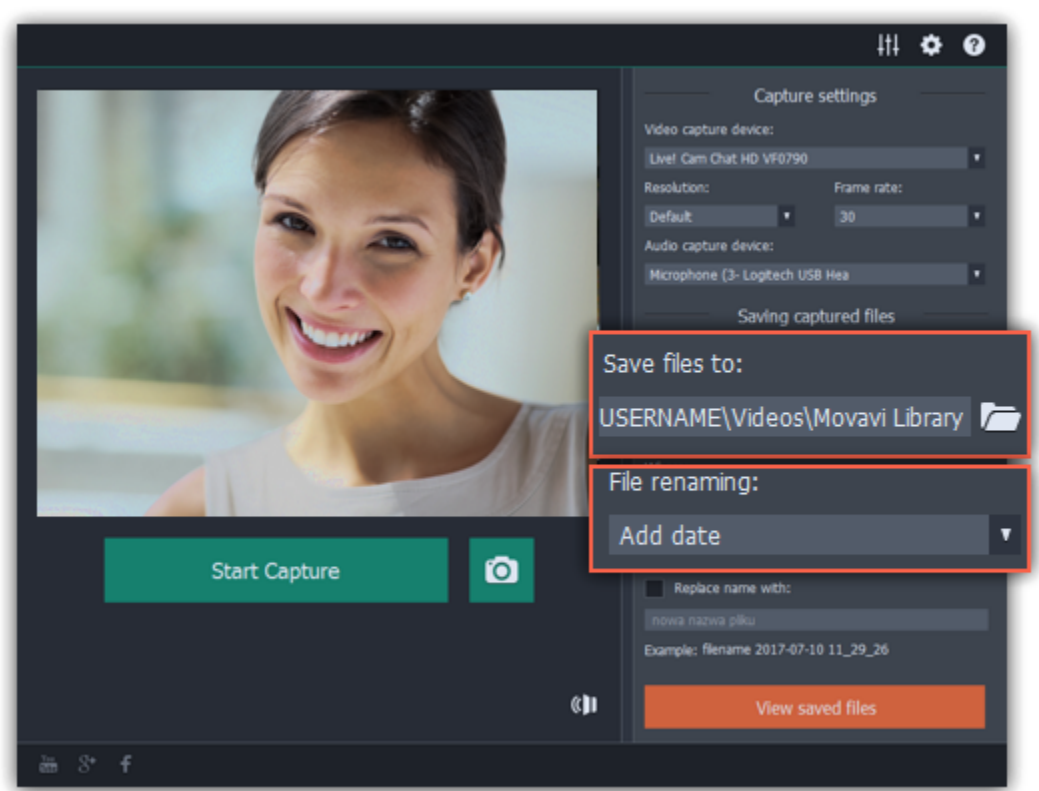 Capture settings
Video capture device:
Live! Cam Chat HD VF0790
Resolution: Frame rate:
Default 30
Audio capture device:
Microphone (3- Logitech USB Hea
Saving captured files
Save files to:
USERNAME\Videos\Movavi Library
File renaming:
Add date
Start Capture
Replace name with:
nowa nazwa pliku
Example: filename 2017-07-10 11_29_26
View saved files